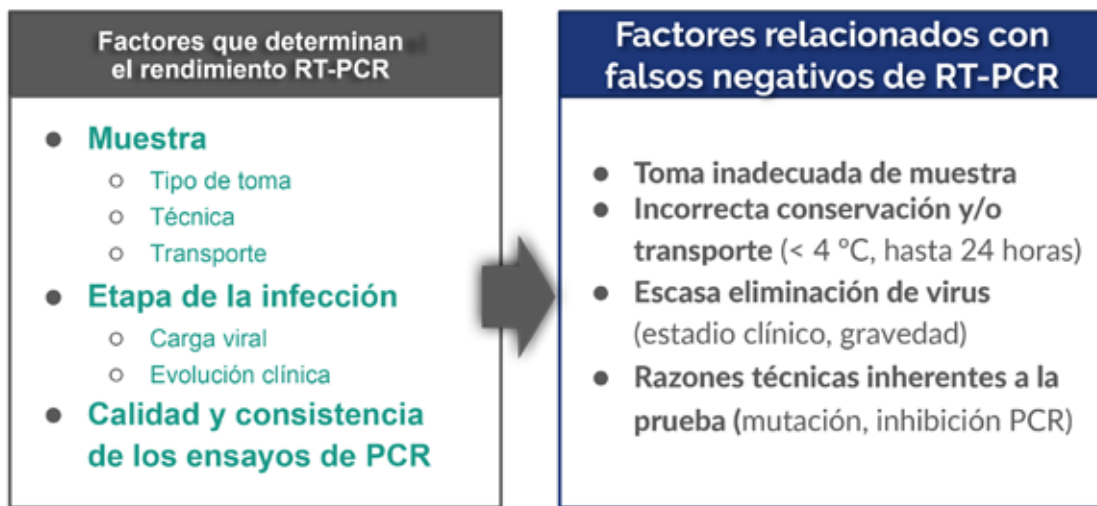 Factores que determinan
el rendimiento RT-PCR
● Muestra
○ Tipo de toma
○ Técnica
○ Transporte
● Etapa de la infección
○ Carga viral
○ Evolución clínica
● Calidad y consistencia
de los ensayos de PCR
Factores relacionados con
falsos negativos de RT-PCR
● Toma inadecuada de muestra
● Incorrecta conservación y/o
transporte (< 4 °C, hasta 24 horas)
● Escasa eliminación de virus
(estadio clínico, gravedad)
● Razones técnicas inherentes a la
prueba (mutación, inhibición PCR)